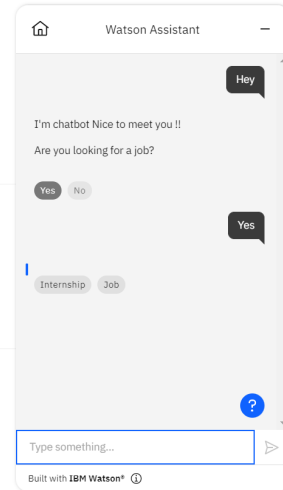 Watson Assistant
Hey
I'm chatbot Nice to meet you !!
Are you looking for a job?
Yes No
Yes
Internship Job
?
Type something...
Built with IBM Watson®